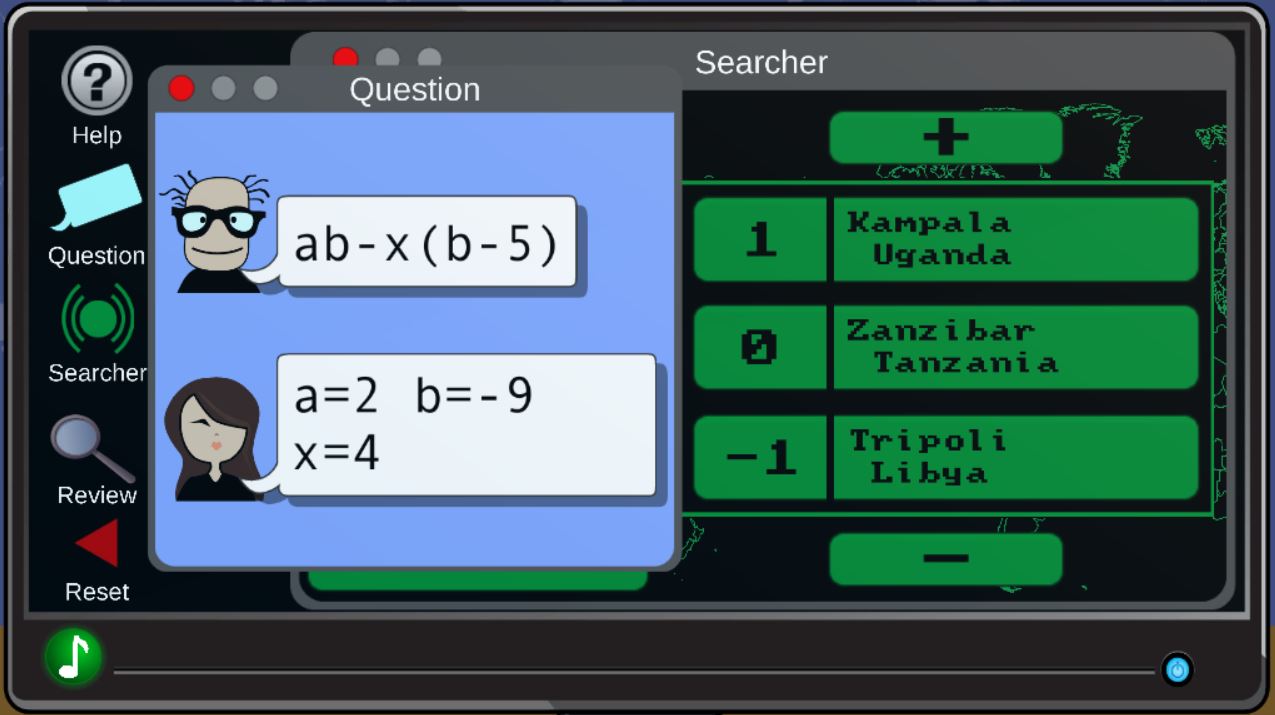 Searcher
Question
Help
Question
Searcher
Review
Reset
ab-x(b-5)
a=2 b=-9
x=4
+
1 Kampala
Uganda
0 Zanzibar
Tanzania
-1 Tripoli
Libya
-